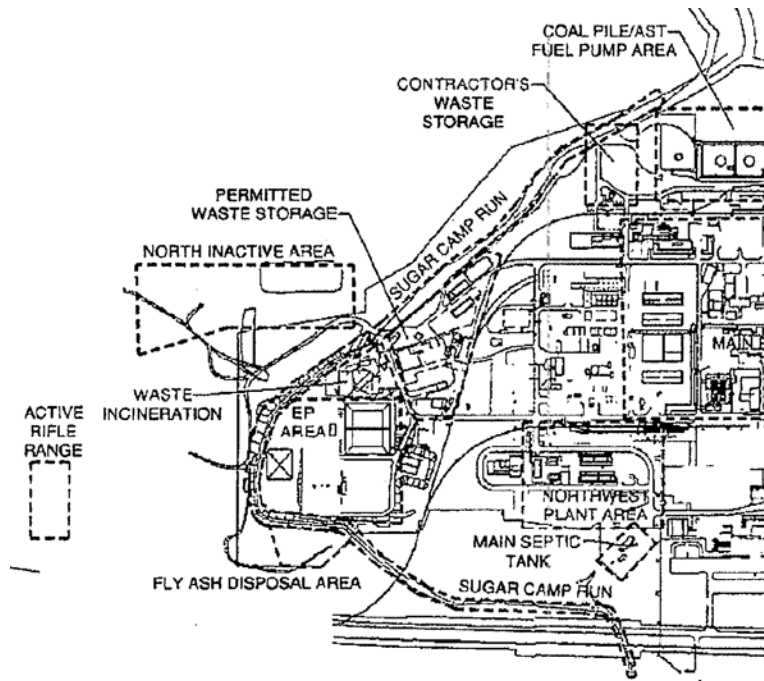 COAL PILE/AST
FUEL PUMP AREA
CONTRACTOR'S
WASTE
STORAGE
PERMITTED
WASTE STORAGE
SUGAR CAMP RUN
NORTH INACTIVE AREA
MAIN
WASTE
INCINERATION
EP
AREA
ACTIVE
RIFLE
RANGE
NORTHWEST
PLANT AREA
MAIN SEPTIC
TANK
FLY ASH DISPOSAL AREA
SUGAR CAMP RUN